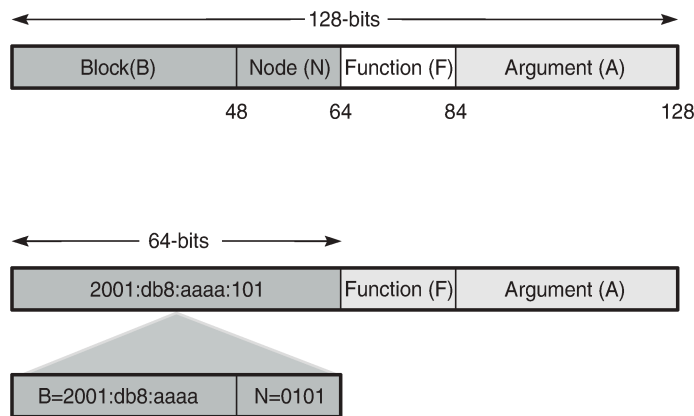 128-bits
Block(B) Node (N) Function (F) Argument (A)
48 64 84 128
64-bits
2001:db8:aaaa:101 Function (F) Argument (A)
B=2001:db8:aaaa N=0101